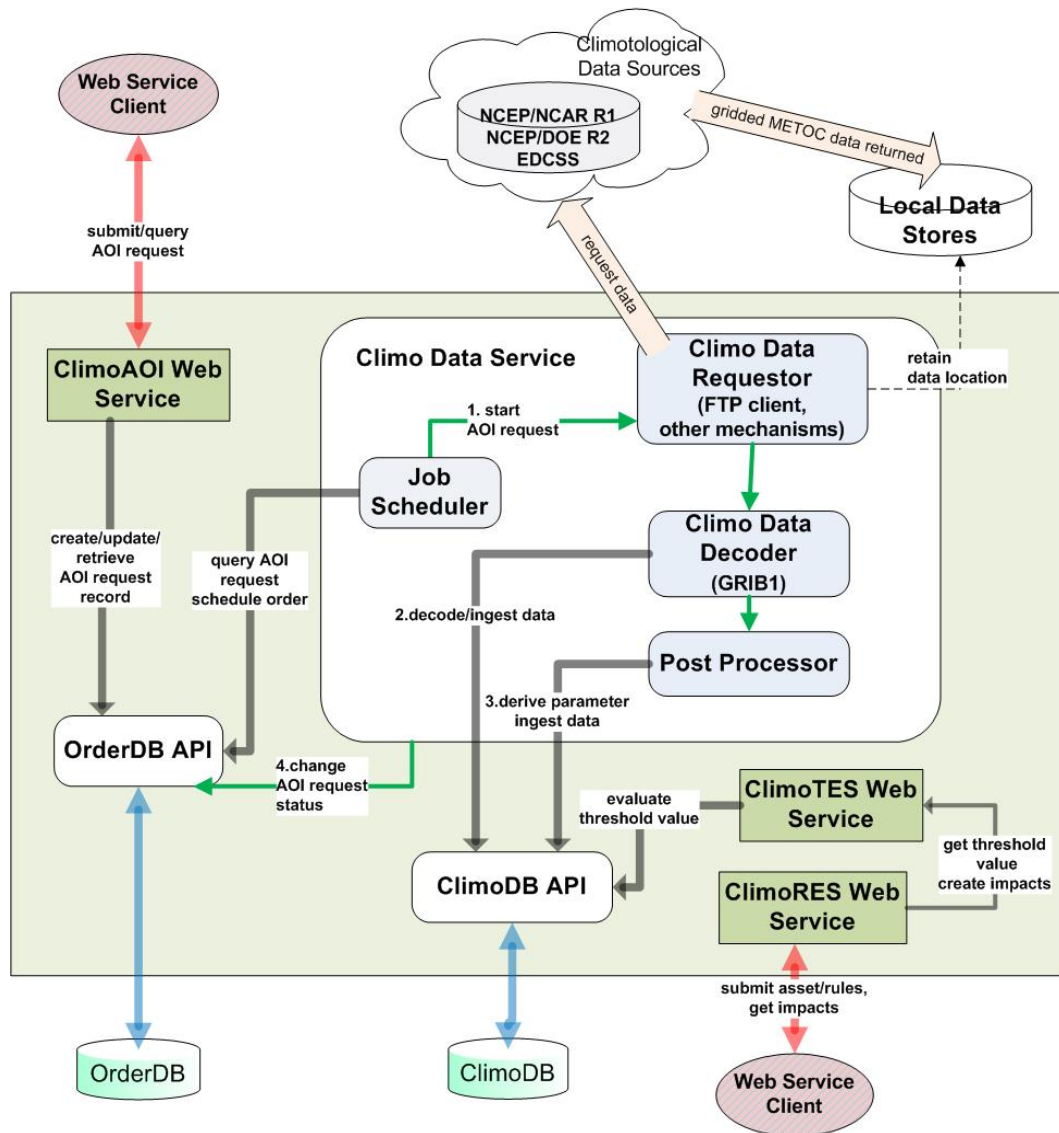 Climotological
Data Sources
Web Service
Client
NCEP/NCAR R1
NCEP/DOE R2
EDCSS
gridded METOC data returned
Local Data
Stores
submit/query
AOI request
request data
ClimoAOI Web
Service
Climo Data Service
Climo Data
Requestor
(FTP client,
other mechanisms)
retain
data location
1. start
AOI request
Job
Scheduler
create/update/
retrieve
AOI request
record
query AOI
request
schedule order
Climo Data
Decoder
(GRIB1)
2.decode/ingest data
Post Processor
3.derive parameter
ingest data
OrderDB API
4.change
AOI request
status
evaluate
threshold value
ClimoTES Web
Service
get threshold
value
create impacts
ClimoDB API
ClimoRES Web
Service
submit asset/rules,
get impacts
OrderDB
ClimoDB
Web Service
Client